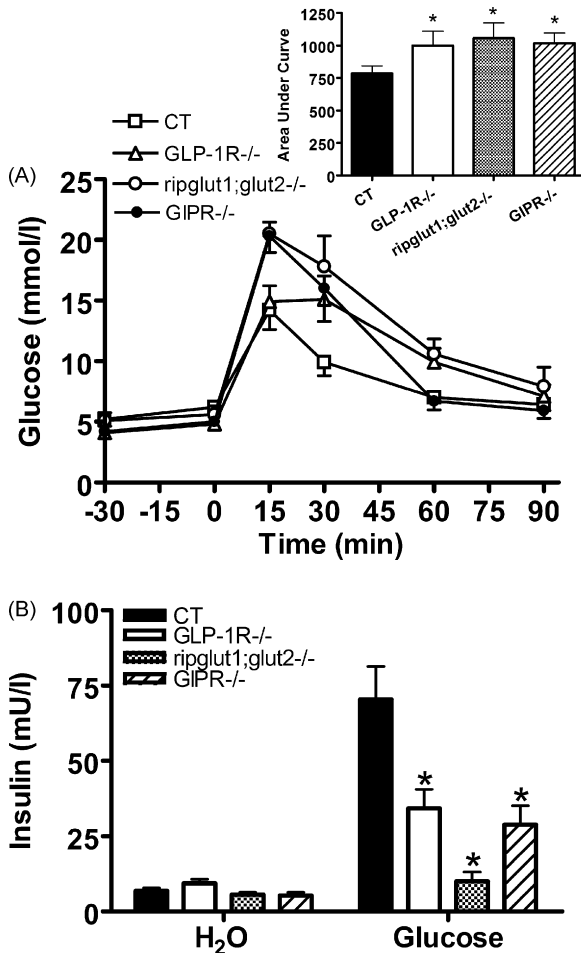 1250
1000
750
500
250
0
Area Under Curve
* * *
CT
GLP-1R-/-
ripglut1;glut2-/-
GIPR-/-
CT
GLP-1R-/-
ripglut1;glut2-/-
GIPR-/-
(A)
25
20
15
10
5
0
Glucose (mmol/l)
-30 -15 0 15 30 45 60 75 90
Time (min)
(B)
100
75
50
25
0
Insulin (mU/l)
CT
GLP-1R-/-
ripglut1;glut2-/-
GIPR-/-
* * *
H₂O Glucose